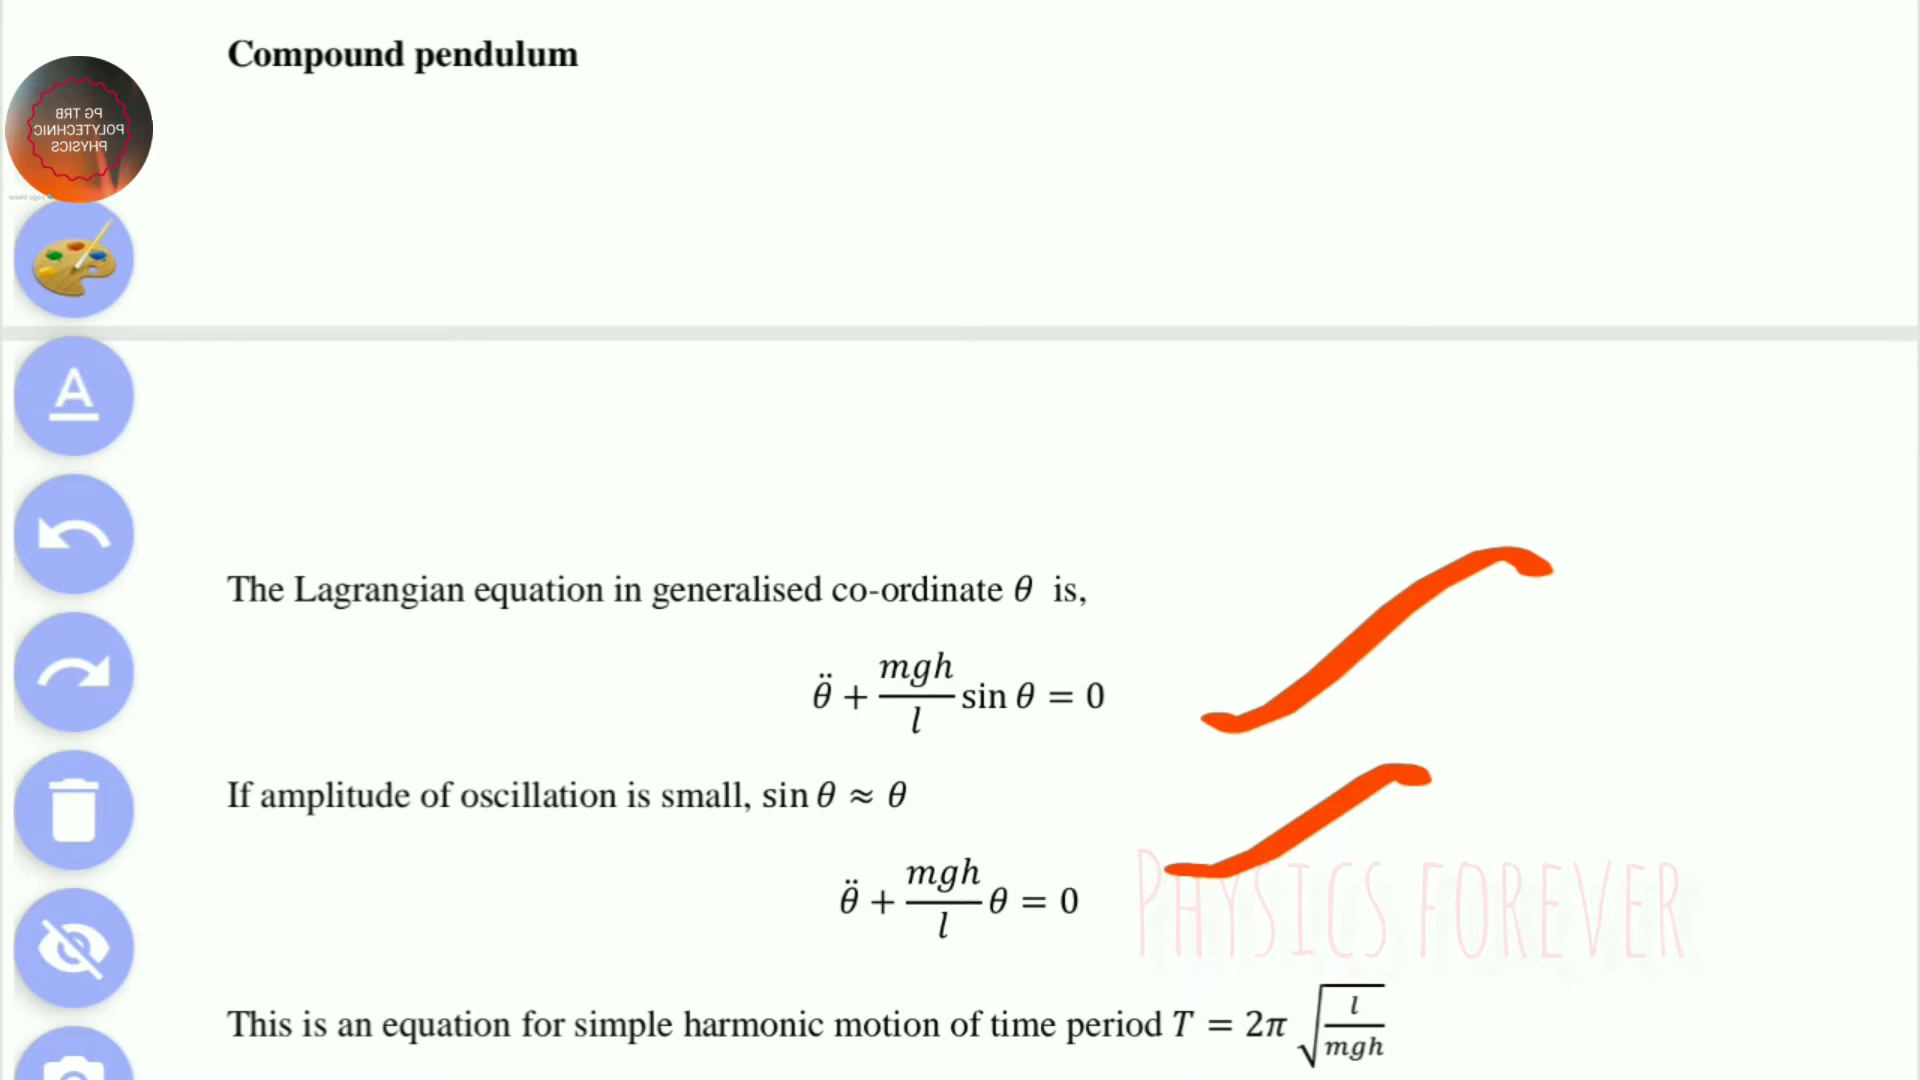 Compound pendulum
PG TRB
POLYTECHNIC
PHYSICS
A
The Lagrangian equation in generalised co-ordinate θ is,
θ̈ + mgh/l sin θ = 0
If amplitude of oscillation is small, sin θ ≈ θ
θ̈ + mgh/l θ = 0
PHYSICS FOREVER
This is an equation for simple harmonic motion of time period T = 2π √(l/mgh)